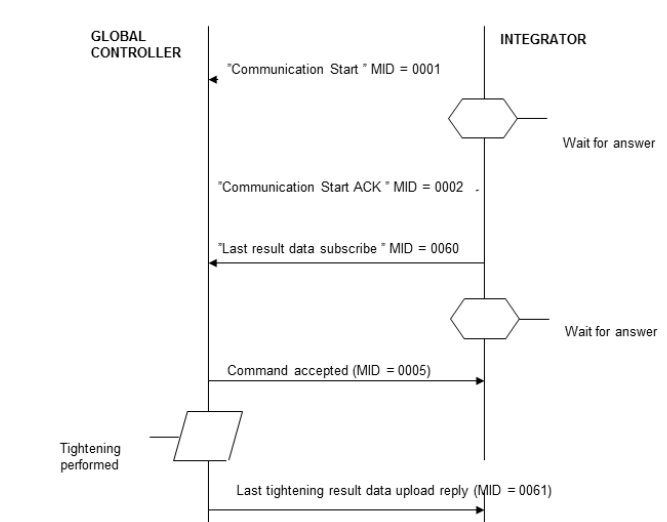 GLOBAL
CONTROLLER
INTEGRATOR
"Communication Start " MID = 0001
Wait for answer
"Communication Start ACK " MID = 0002
"Last result data subscribe " MID = 0060
Wait for answer
Command accepted (MID = 0005)
Tightening
performed
Last tightening result data upload reply (MID = 0061)